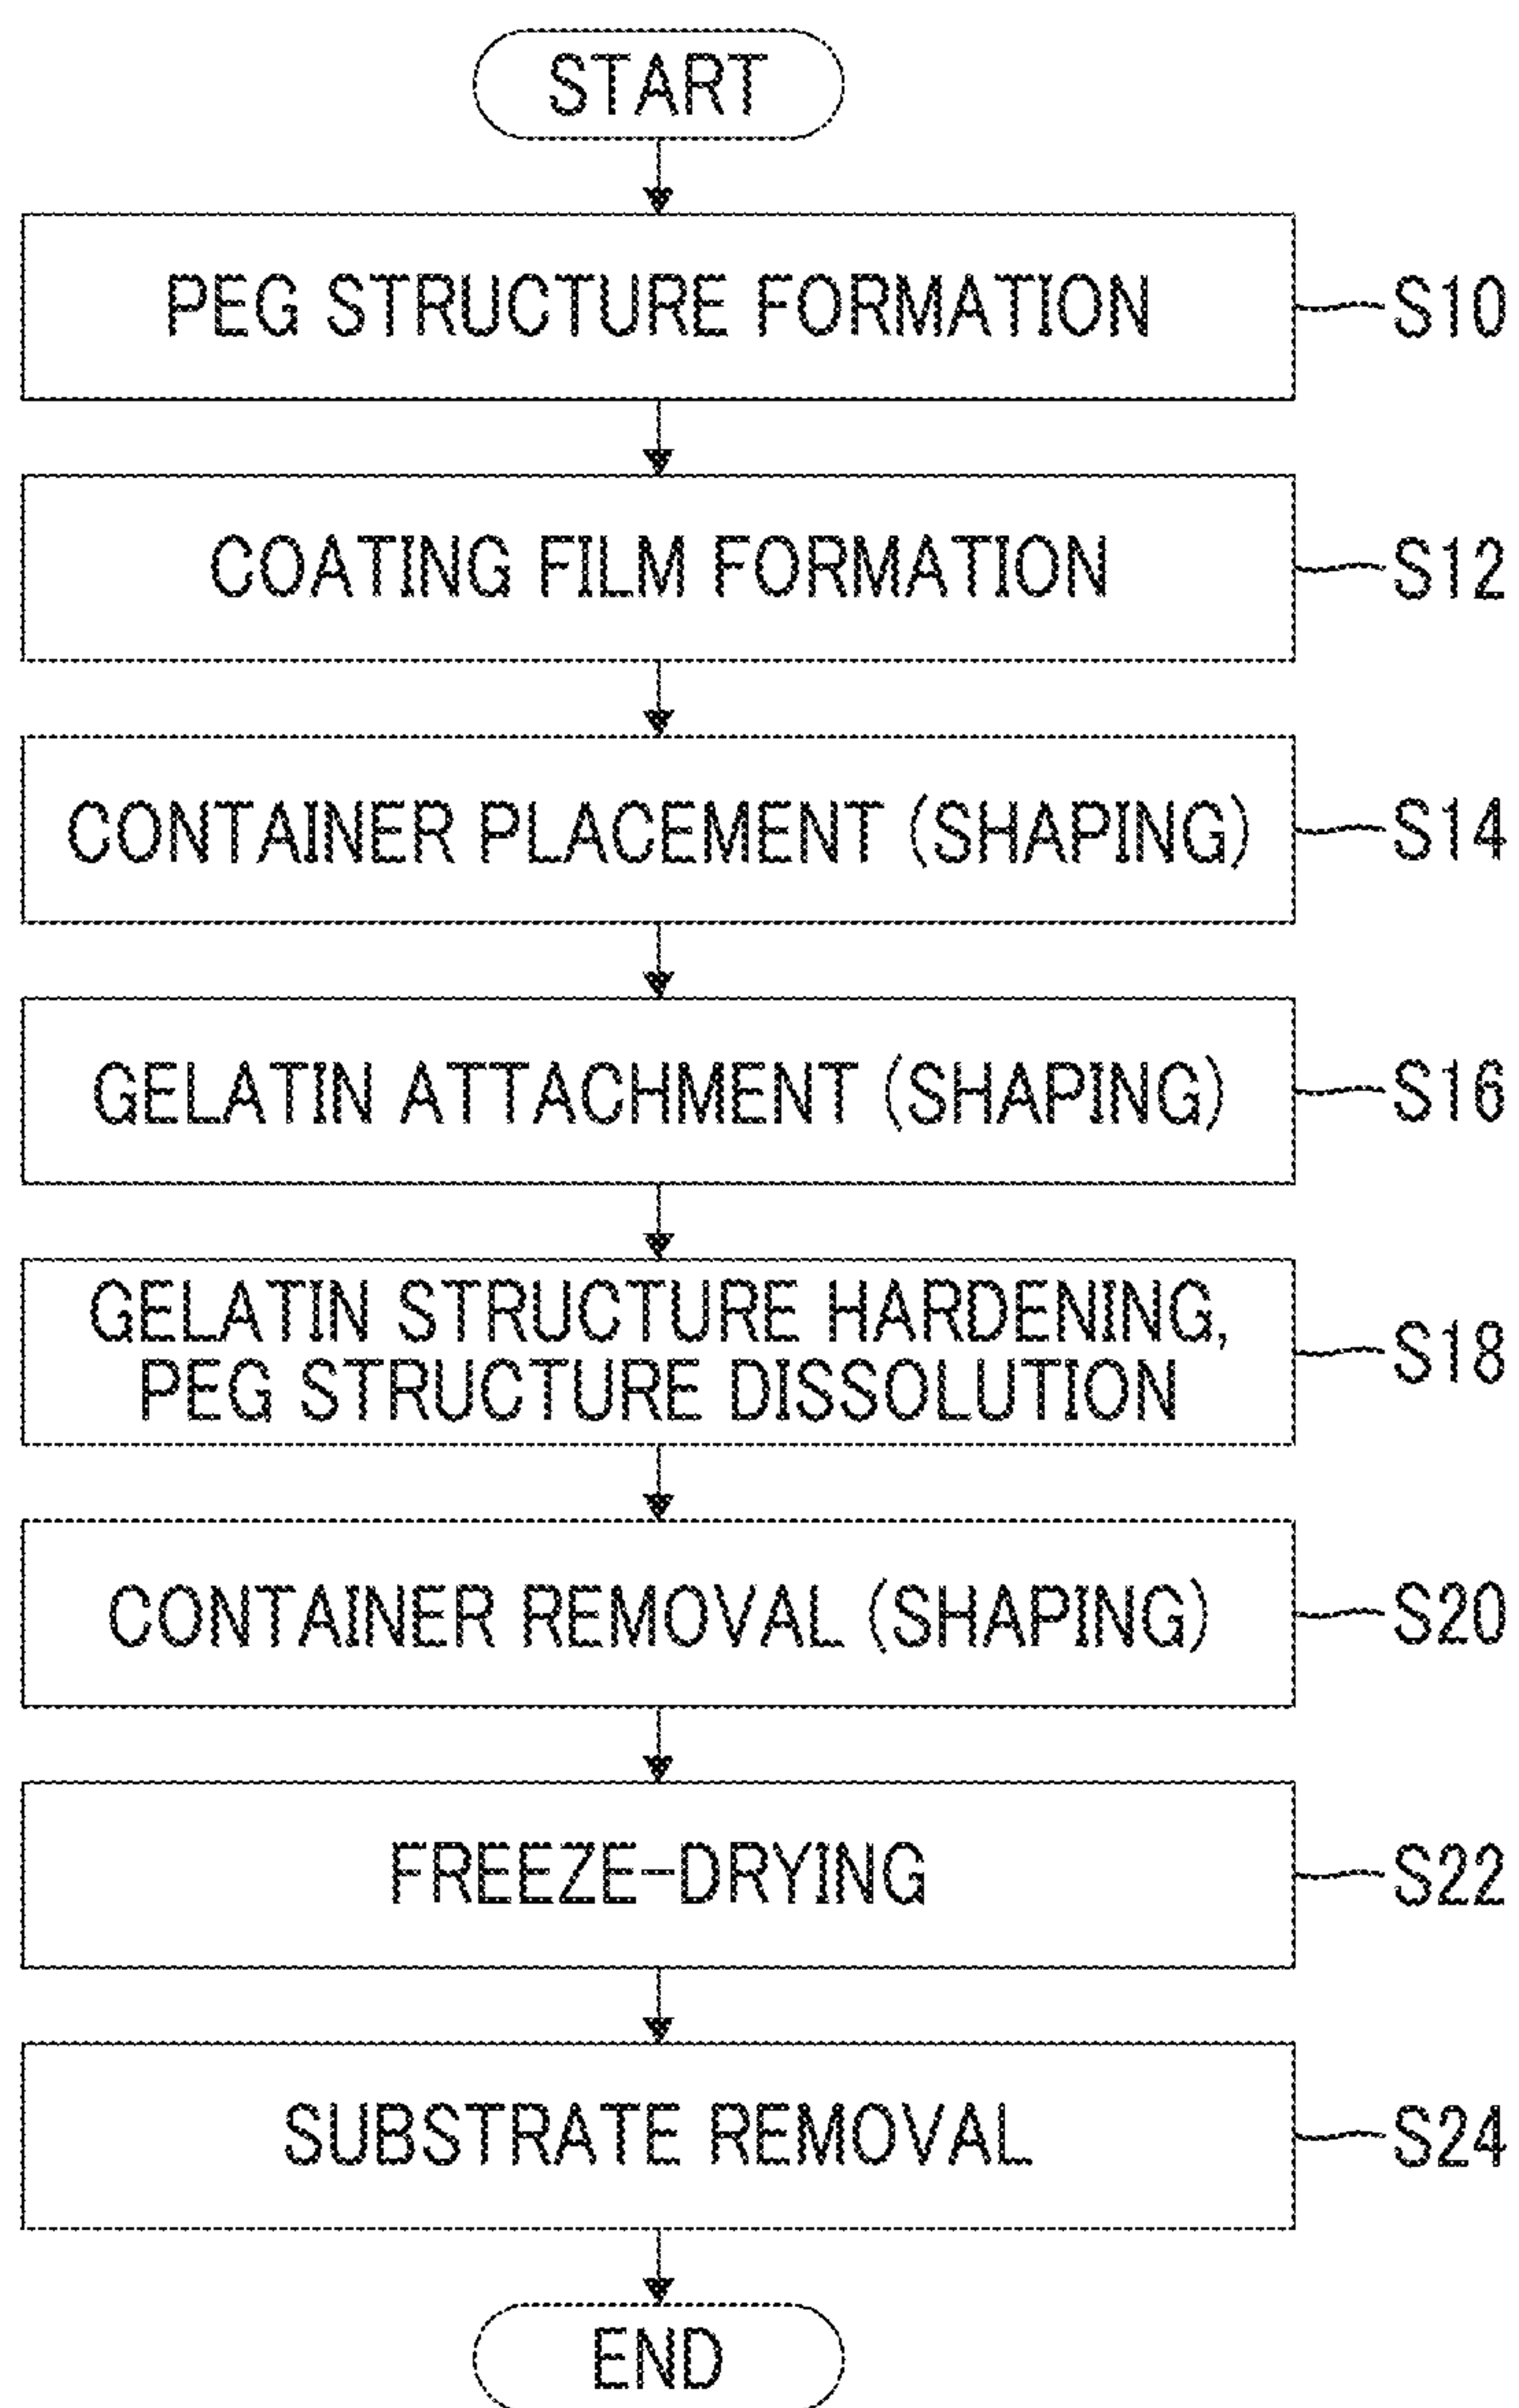 START
PEG STRUCTURE FORMATION
S10
COATING FILM FORMATION
S12
CONTAINER PLACEMENT (SHAPING)
S14
GELATIN ATTACHMENT (SHAPING)
S16
GELATIN STRUCTURE HARDENING,
PEG STRUCTURE DISSOLUTION
S18
CONTAINER REMOVAL (SHAPING)
S20
FREEZE-DRYING
S22
SUBSTRATE REMOVAL
S24
END